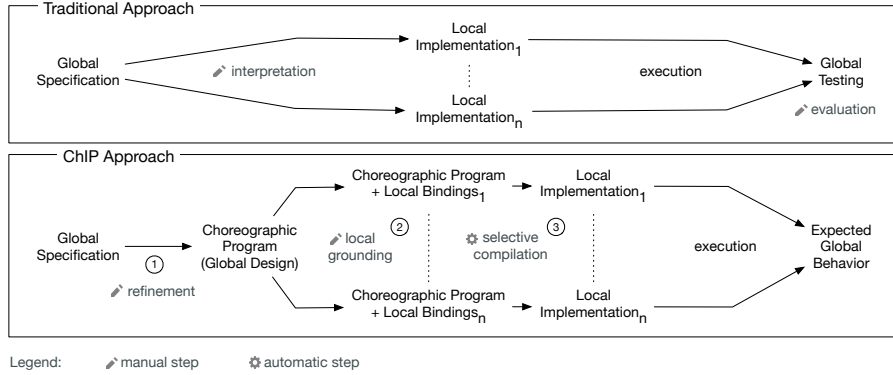 Traditional Approach
Global
Specification
interpretation
Local
Implementation1
Local
Implementationn
execution
Global
Testing
evaluation
ChIP Approach
Global
Specification
1
refinement
Choreographic
Program
(Global Design)
Choreographic Program
+ Local Bindings1
2
local
grounding
Choreographic Program
+ Local Bindingsn
3
selective
compilation
Local
Implementation1
Local
Implementationn
execution
Expected
Global
Behavior
Legend: manual step automatic step